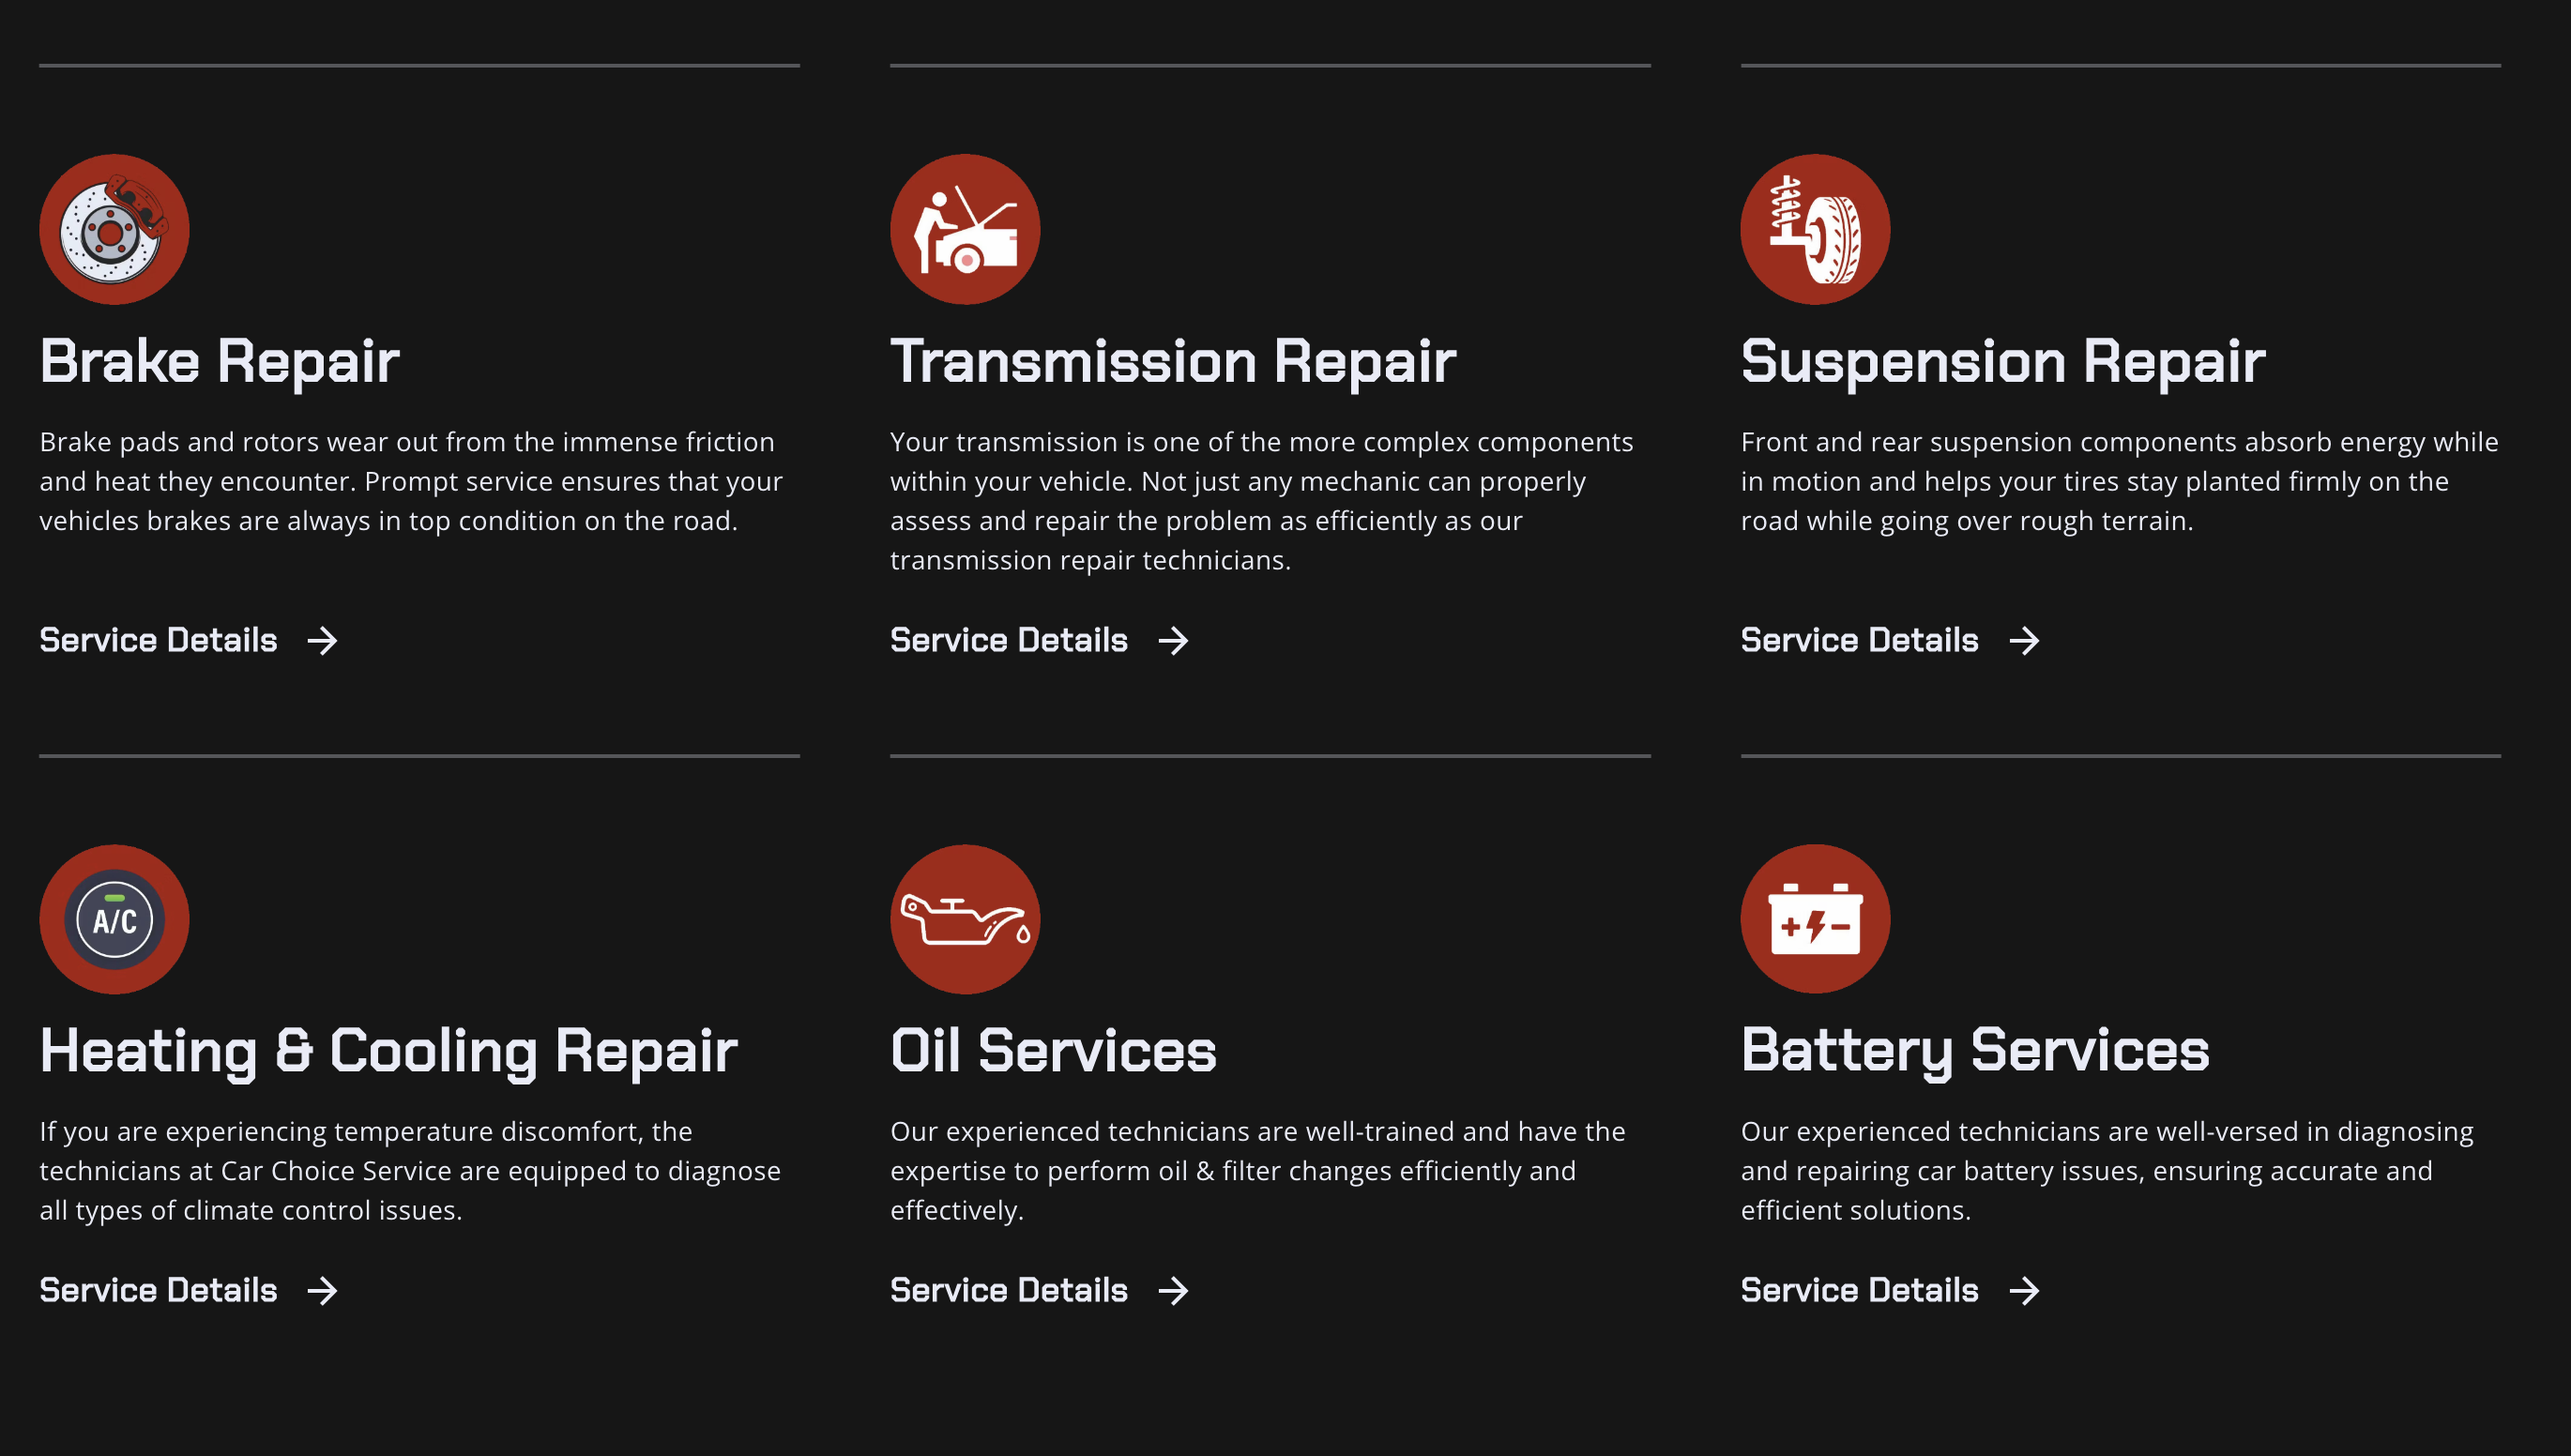 Brake Repair
Brake pads and rotors wear out from the immense friction
and heat they encounter. Prompt service ensures that your
vehicles brakes are always in top condition on the road.
Service Details
Transmission Repair
Your transmission is one of the more complex components
within your vehicle. Not just any mechanic can properly
assess and repair the problem as efficiently as our
transmission repair technicians.
Service Details
Suspension Repair
Front and rear suspension components absorb energy while
in motion and helps your tires stay planted firmly on the
road while going over rough terrain.
Service Details
A/C
Heating & Cooling Repair
If you are experiencing temperature discomfort, the
technicians at Car Choice Service are equipped to diagnose
all types of climate control issues.
Service Details
Oil Services
Our experienced technicians are well-trained and have the
expertise to perform oil & filter changes efficiently and
effectively.
Service Details
Battery Services
Our experienced technicians are well-versed in diagnosing
and repairing car battery issues, ensuring accurate and
efficient solutions.
Service Details